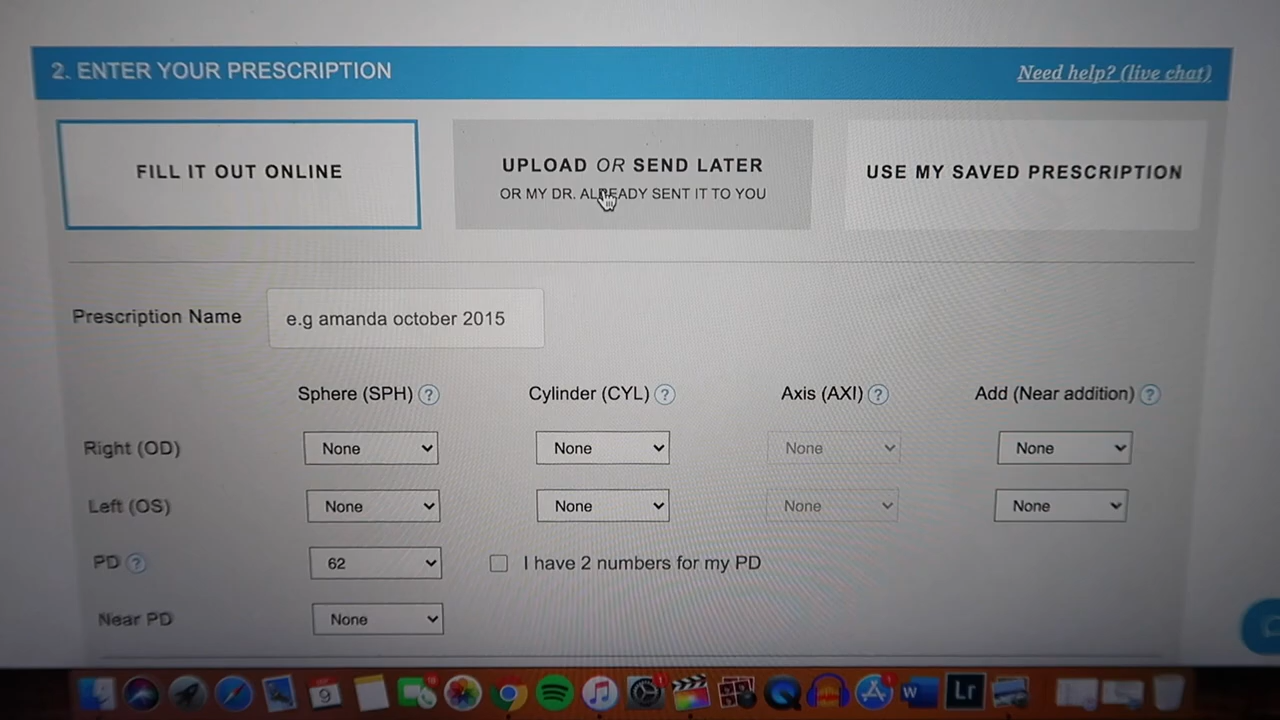 2. ENTER YOUR PRESCRIPTION
Need help? (live chat)
FILL IT OUT ONLINE
UPLOAD OR SEND LATER
OR MY DR. ALREADY SENT IT TO YOU
USE MY SAVED PRESCRIPTION
Prescription Name
e.g amanda october 2015
Sphere (SPH) ?
Cylinder (CYL) ?
Axis (AXI) ?
Add (Near addition) ?
Right (OD) None None None None
Left (OS) None None None None
PD ? 62 I have 2 numbers for my PD
Near PD None
9
W
Lr